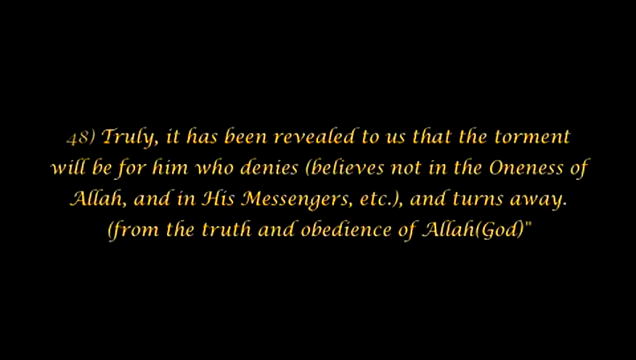 48) Truly, it has been revealed to us that the torment
will be for him who denies (believes not in the Oneness of
Allah, and in His Messengers, etc.), and turns away.
(from the truth and obedience of Allah(God)"